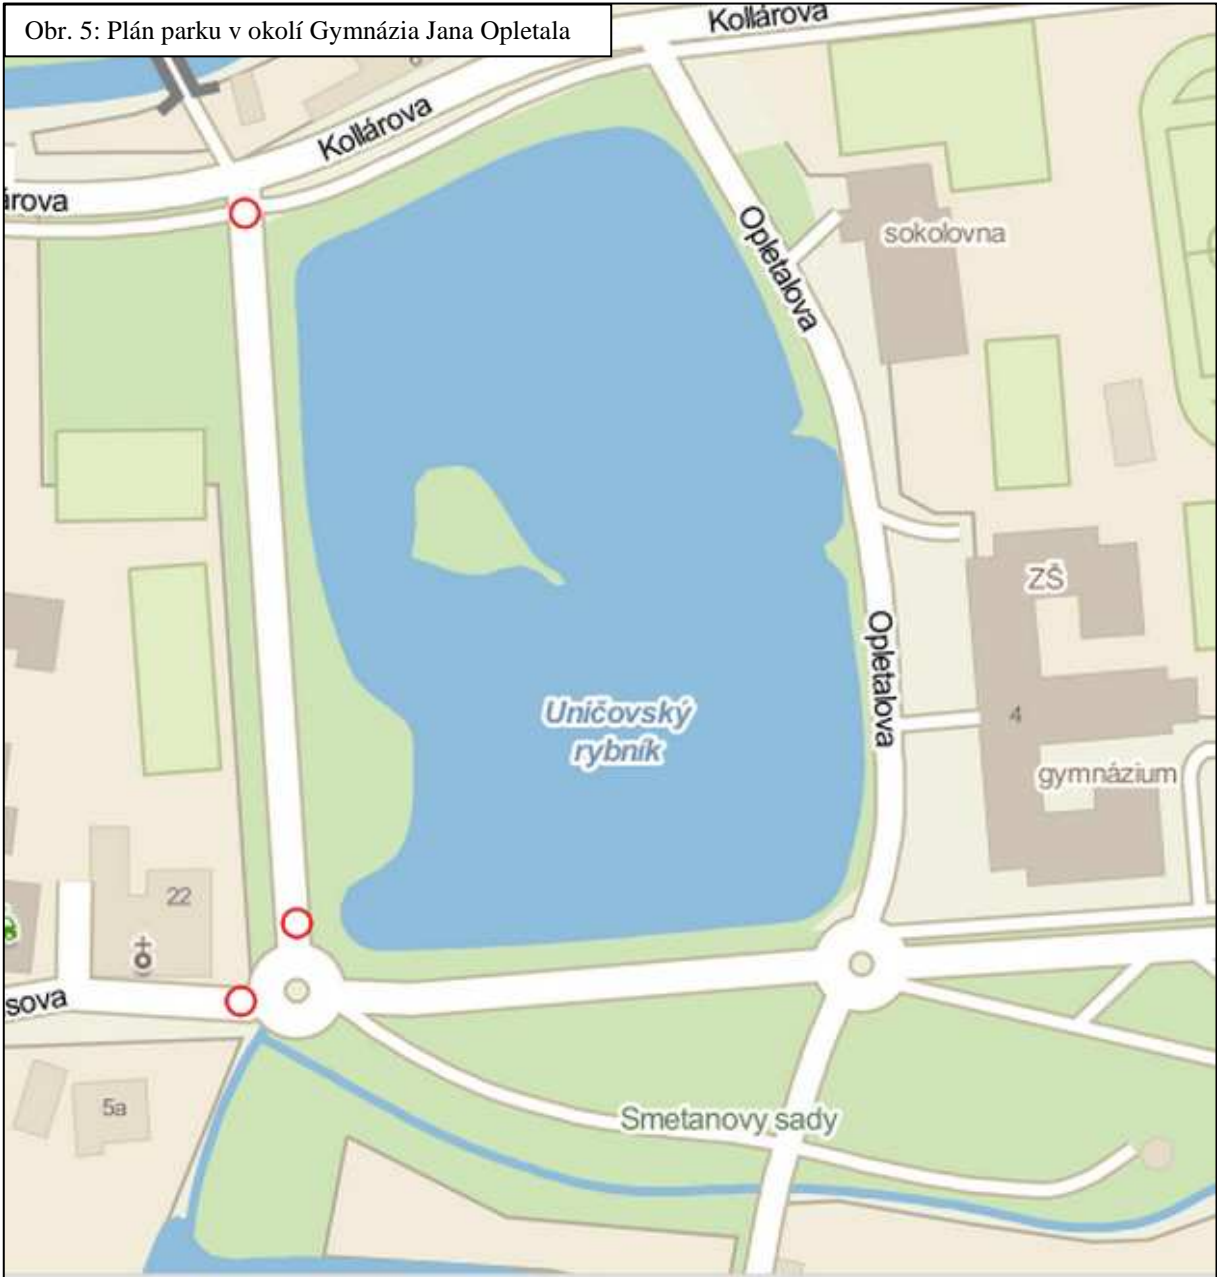 Obr. 5: Plán parku v okolí Gymnázia Jana Opletala
Kollárova
Kollárova
árova
Opletalova
sokolovna
ZŠ
Opletalova
Uničovský
rybník
4
gymnázium
22
sova
5a
Smetanovy sady